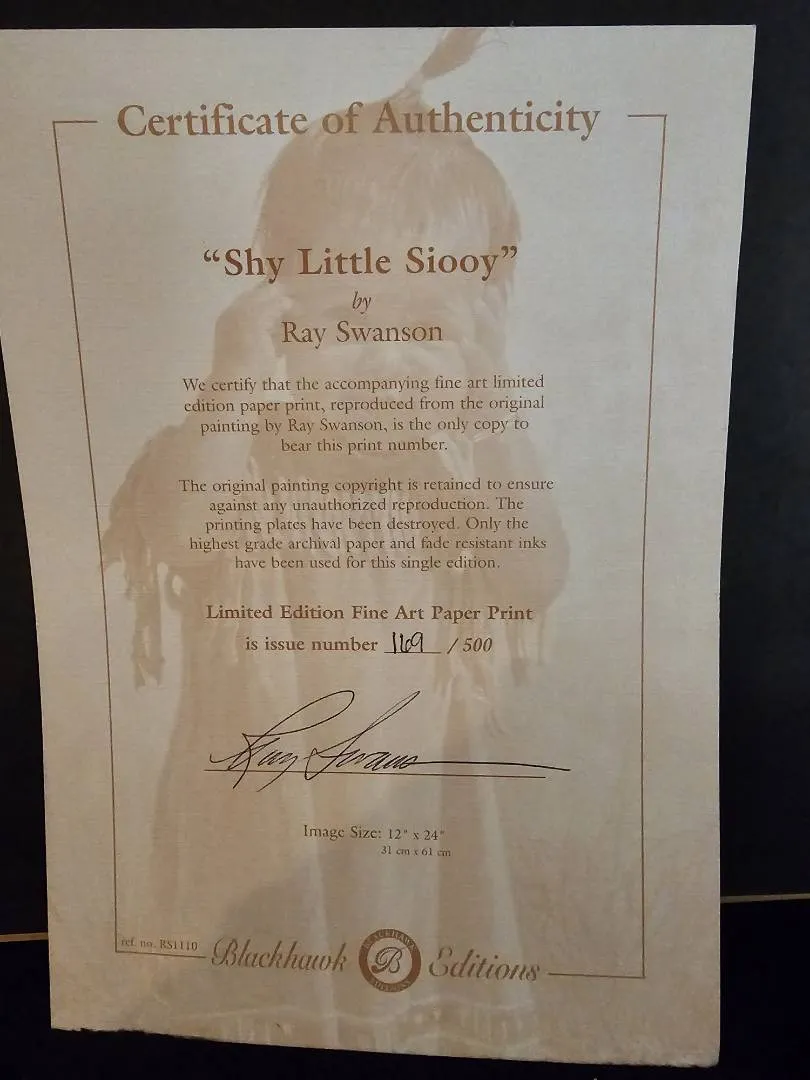 Certificate of Authenticity
“Shy Little Siooy”
by
Ray Swanson
We certify that the accompanying fine art limited
edition paper print, reproduced from the original
painting by Ray Swanson, is the only copy to
bear this print number.
The original painting copyright is retained to ensure
against any unauthorized reproduction. The
printing plates have been destroyed. Only the
highest grade archival paper and fade resistant inks
have been used for this single edition.
Limited Edition Fine Art Paper Print
is issue number 169 / 500
Ray Swanson
Image Size: 12" x 24"
31 cm x 61 cm
ref. no. RS1110
Blackhawk B Editions
BLACKHAWK
EDITIONS